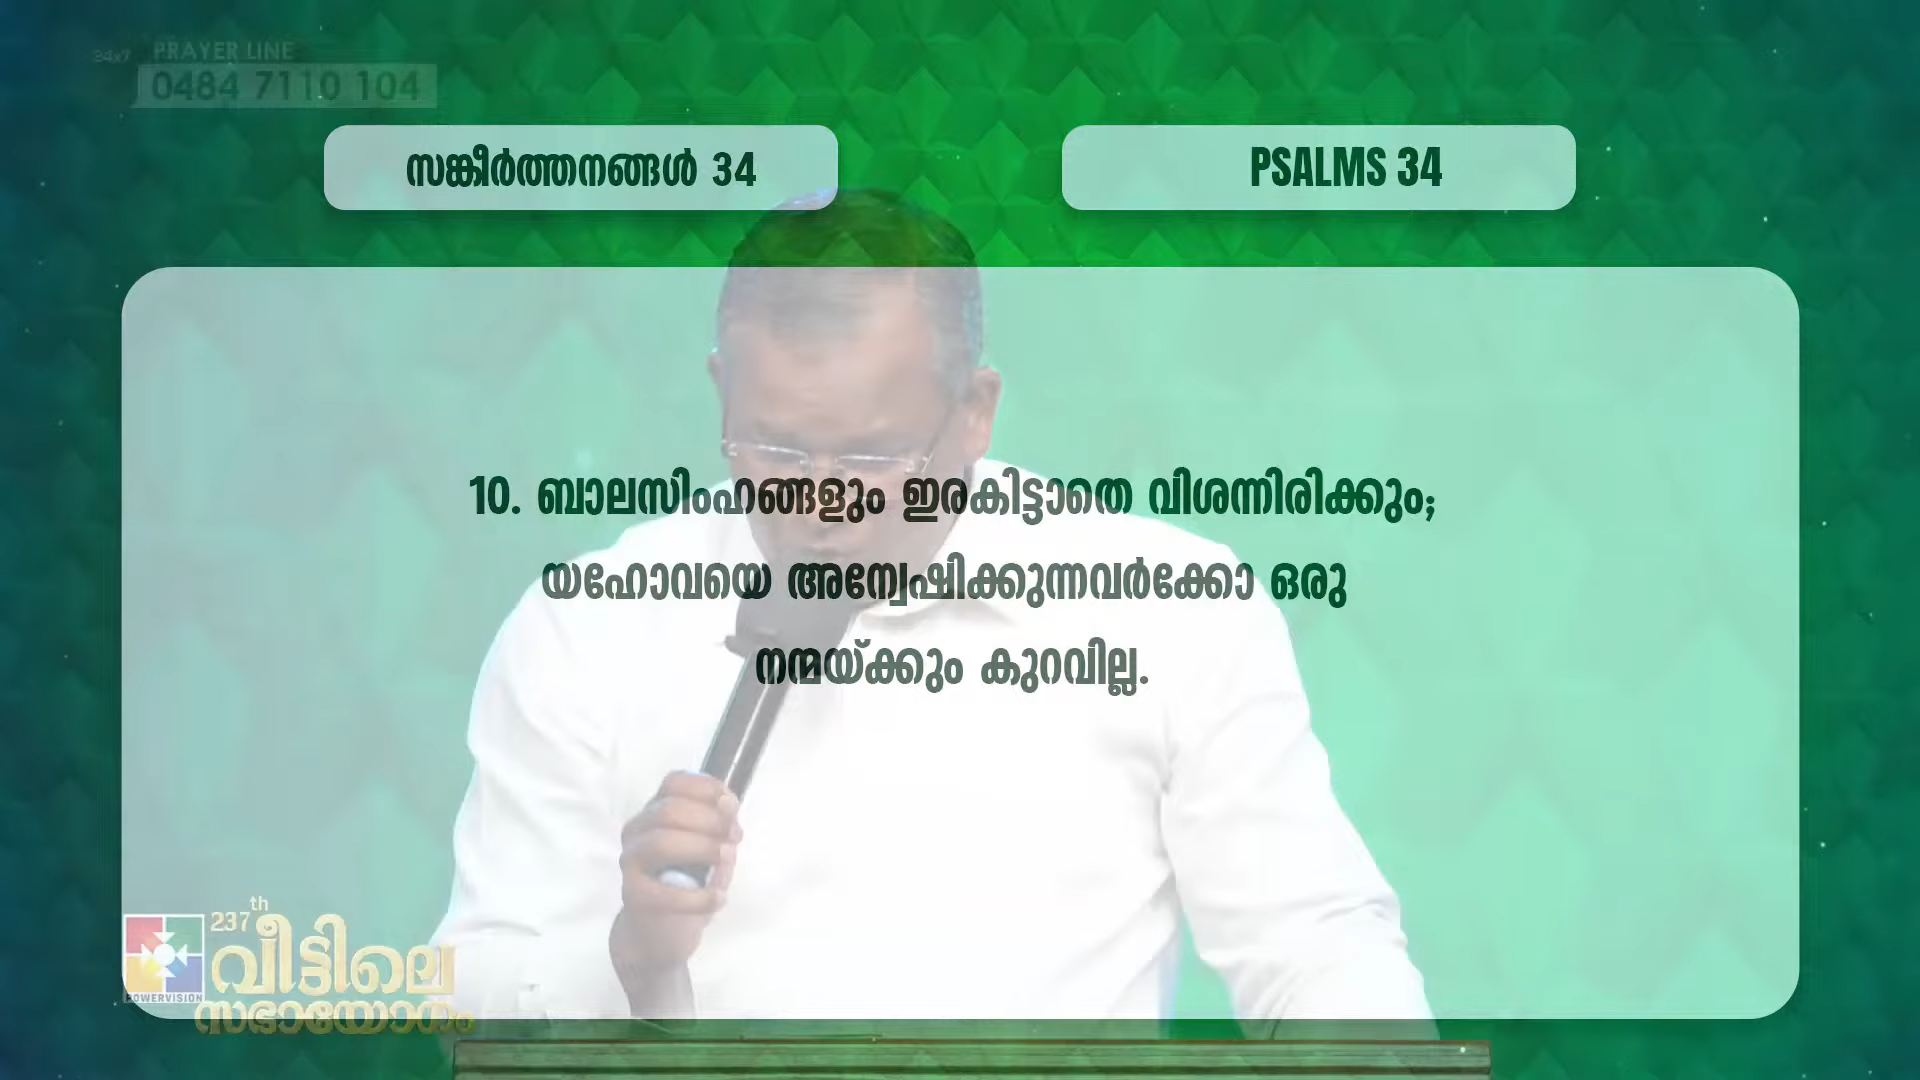 24x7 PRAYER LINE
0484 7110 104
സങ്കീർത്തനങ്ങൾ 34
PSALMS 34
10. ബാലസിംഹങ്ങളും ഇരകിട്ടാതെ വിശന്നിരിക്കും;
യഹോവയെ അന്വേഷിക്കുന്നവർക്കോ ഒരു
നന്മയ്ക്കും കുറവില്ല.
237th
വീട്ടിലെ
സഭായോഗം
POWERVISION